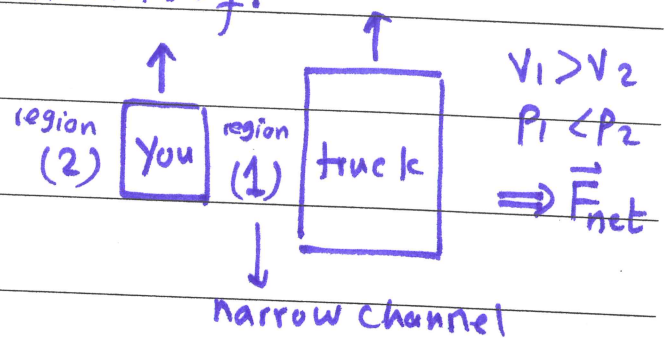 V₁ > V₂
region
(2)
You
region
(1)
truck
P₁ < P₂
⟹ F⃗net
narrow channel